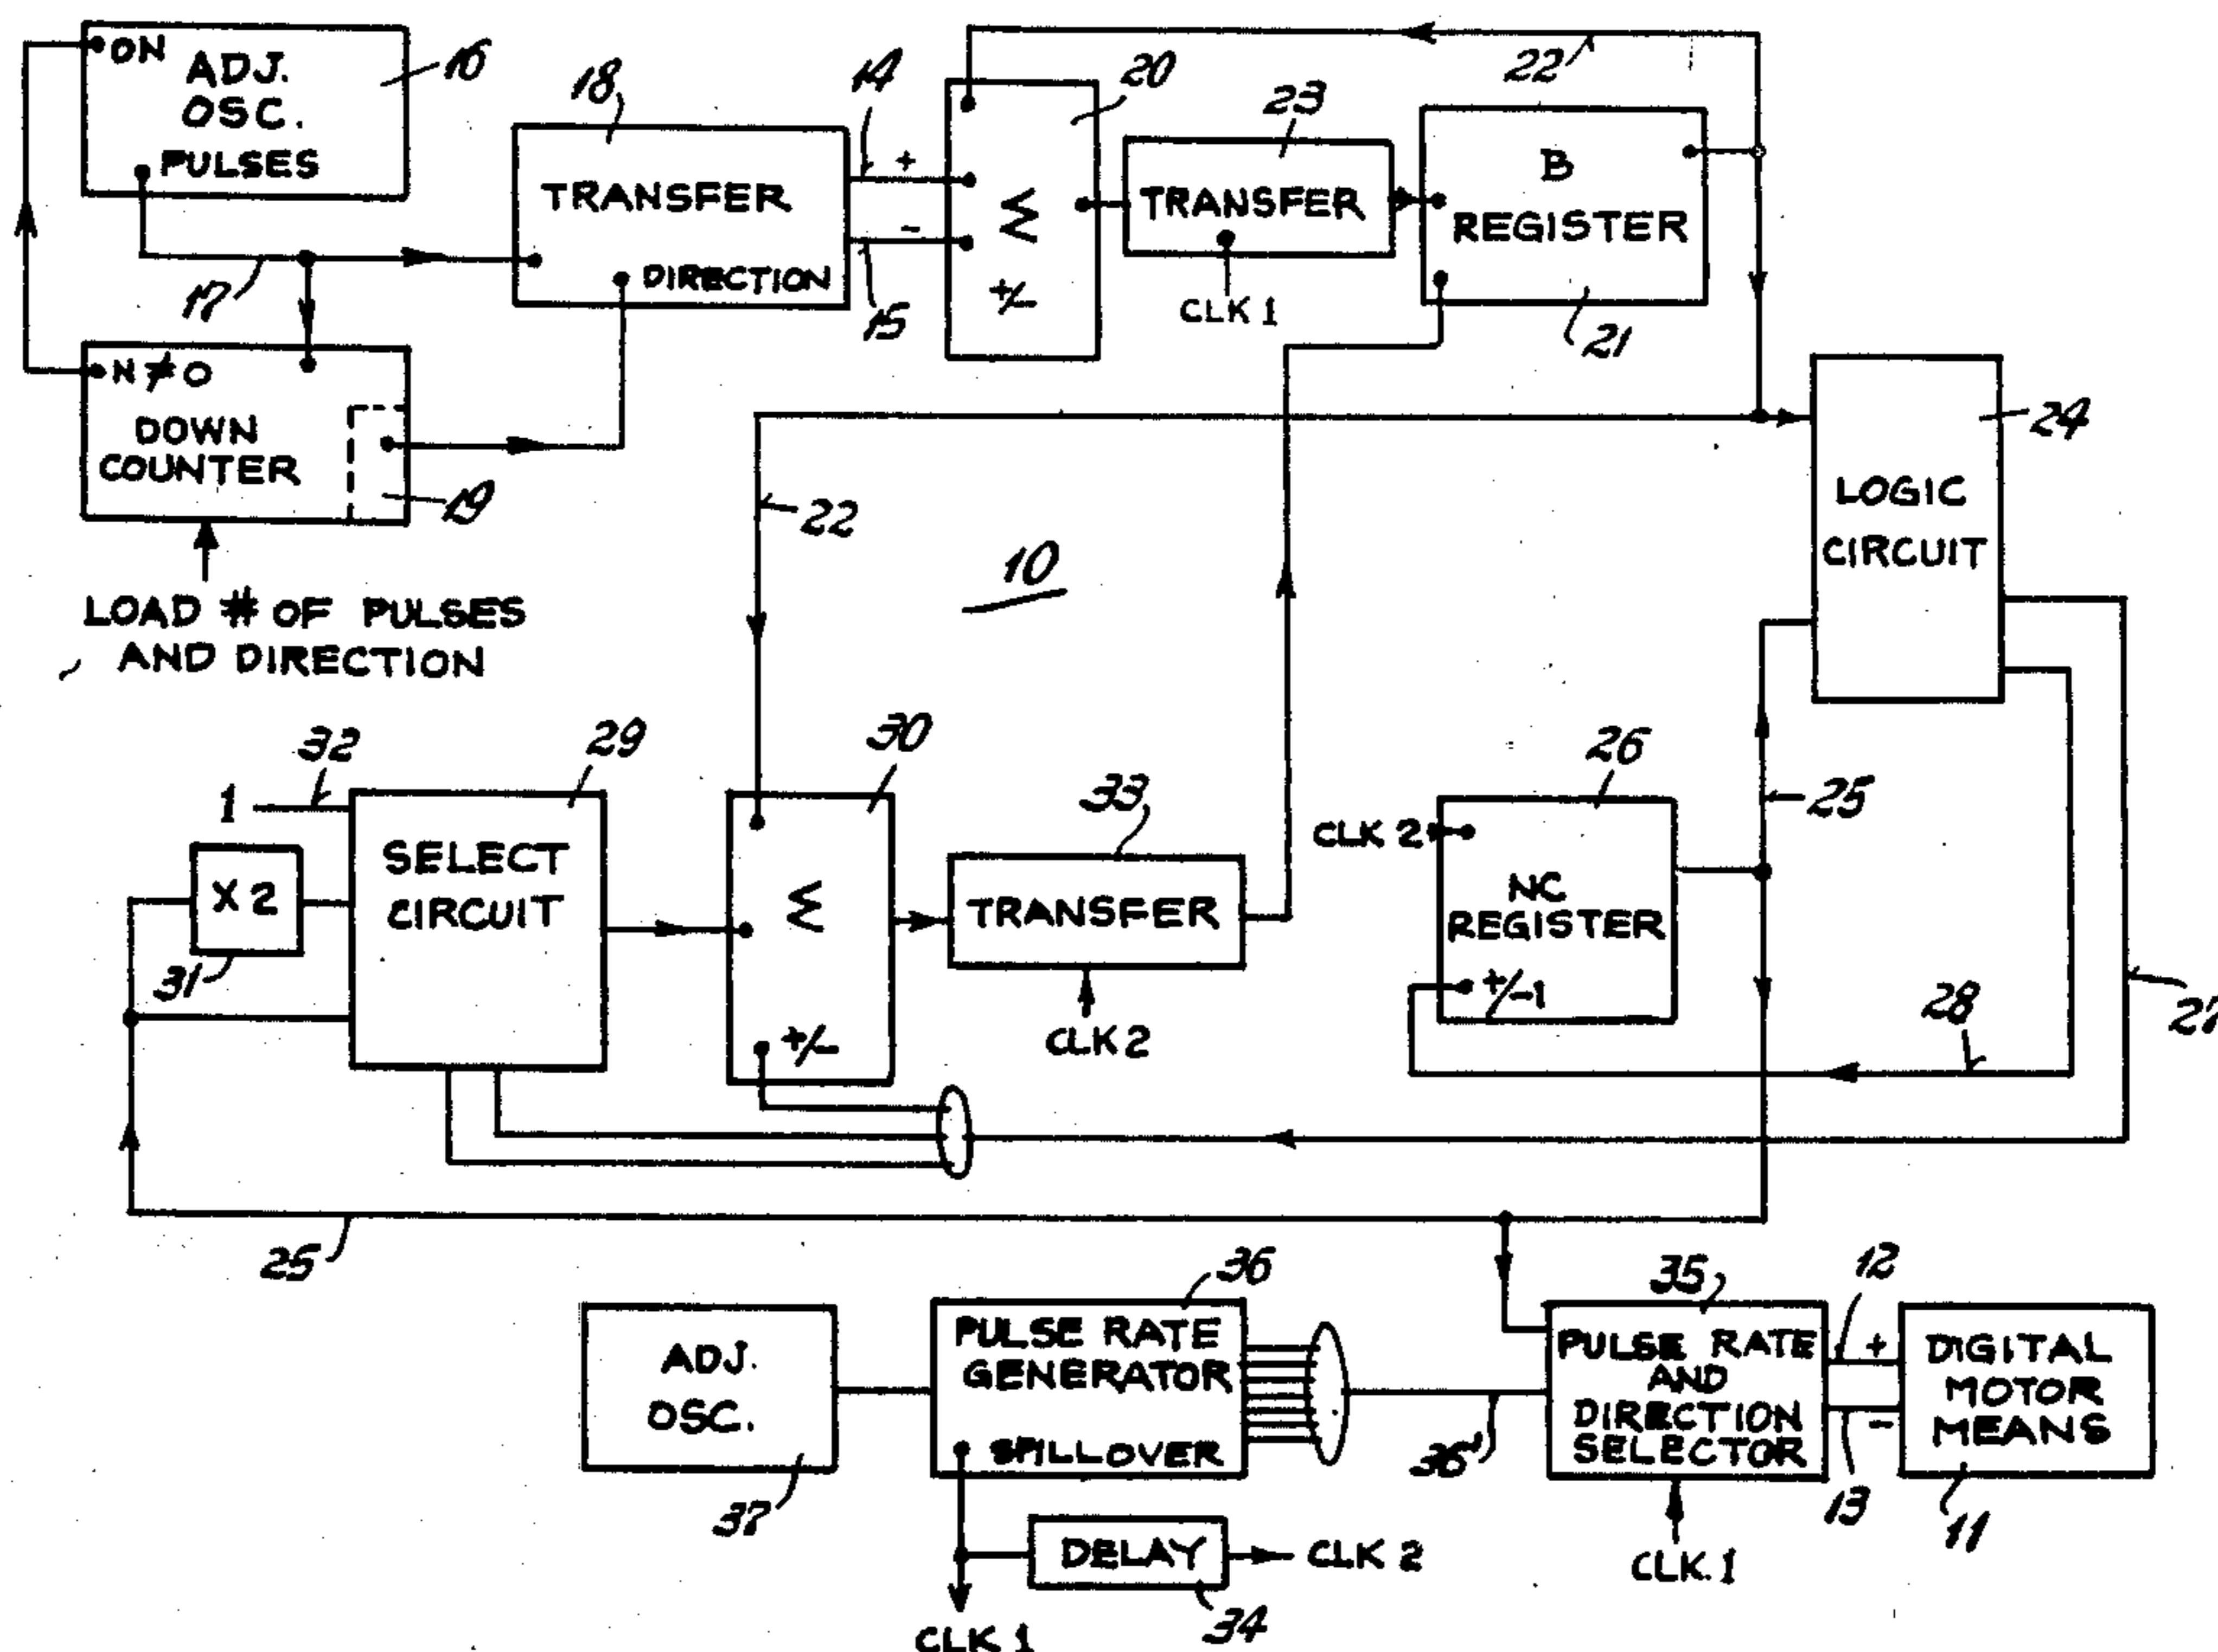 ON
ADJ.
OSC.
PULSES
16
17
N ≠ 0
DOWN
COUNTER
19
LOAD # OF PULSES
AND DIRECTION
18
TRANSFER
DIRECTION
14
+
-
15
20
Σ
+/-
22
23
TRANSFER
CLK 1
B
REGISTER
21
24
LOGIC
CIRCUIT
22
10
32
1
29
SELECT
CIRCUIT
X2
31
30
Σ
+/-
33
TRANSFER
CLK 2
26
CLK 2
NC
REGISTER
+/-1
25
28
27
25
ADJ.
OSC.
37
36
PULSE RATE
GENERATOR
SPILLOVER
36'
DELAY
34
CLK 2
CLK 1
35
PULSE RATE
AND
DIRECTION
SELECTOR
CLK 1
12
+
-
13
DIGITAL
MOTOR
MEANS
11